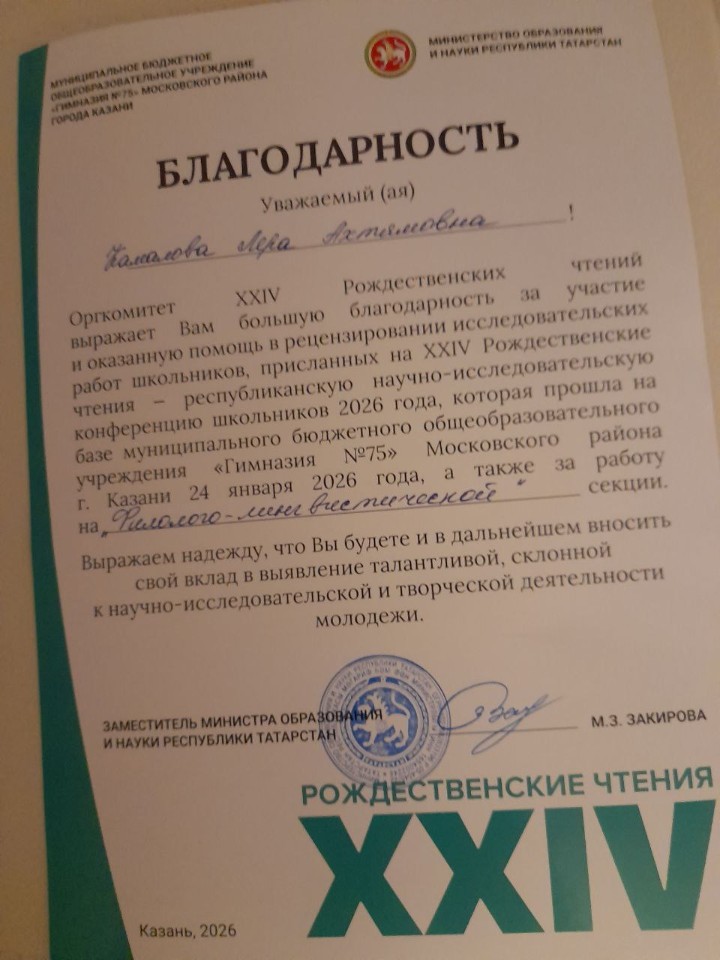 МУНИЦИПАЛЬНОЕ БЮДЖЕТНОЕ
ОБЩЕОБРАЗОВАТЕЛЬНОЕ УЧРЕЖДЕНИЕ
«ГИМНАЗИЯ №75» МОСКОВСКОГО РАЙОНА
ГОРОДА КАЗАНИ
МИНИСТЕРСТВО ОБРАЗОВАНИЯ
И НАУКИ РЕСПУБЛИКИ ТАТАРСТАН
БЛАГОДАРНОСТЬ
Уважаемый (ая)
Камалова Лера Ахтямовна !
Оргкомитет XXIV Рождественских чтений
выражает Вам большую благодарность за участие
и оказанную помощь в рецензировании исследовательских
работ школьников, присланных на XXIV Рождественские
чтения – республиканскую научно-исследовательскую
конференцию школьников 2026 года, которая прошла на
базе муниципального бюджетного общеобразовательного
учреждения «Гимназия №75» Московского района
г. Казани 24 января 2026 года, а также за работу
на „Филолого-лингвистической“ секции.
Выражаем надежду, что Вы будете и в дальнейшем вносить
свой вклад в выявление талантливой, склонной
к научно-исследовательской и творческой деятельности
молодежи.
ЗАМЕСТИТЕЛЬ МИНИСТРА ОБРАЗОВАНИЯ
И НАУКИ РЕСПУБЛИКИ ТАТАРСТАН
М.З. ЗАКИРОВА
РОЖДЕСТВЕНСКИЕ ЧТЕНИЯ
XXIV
Казань, 2026